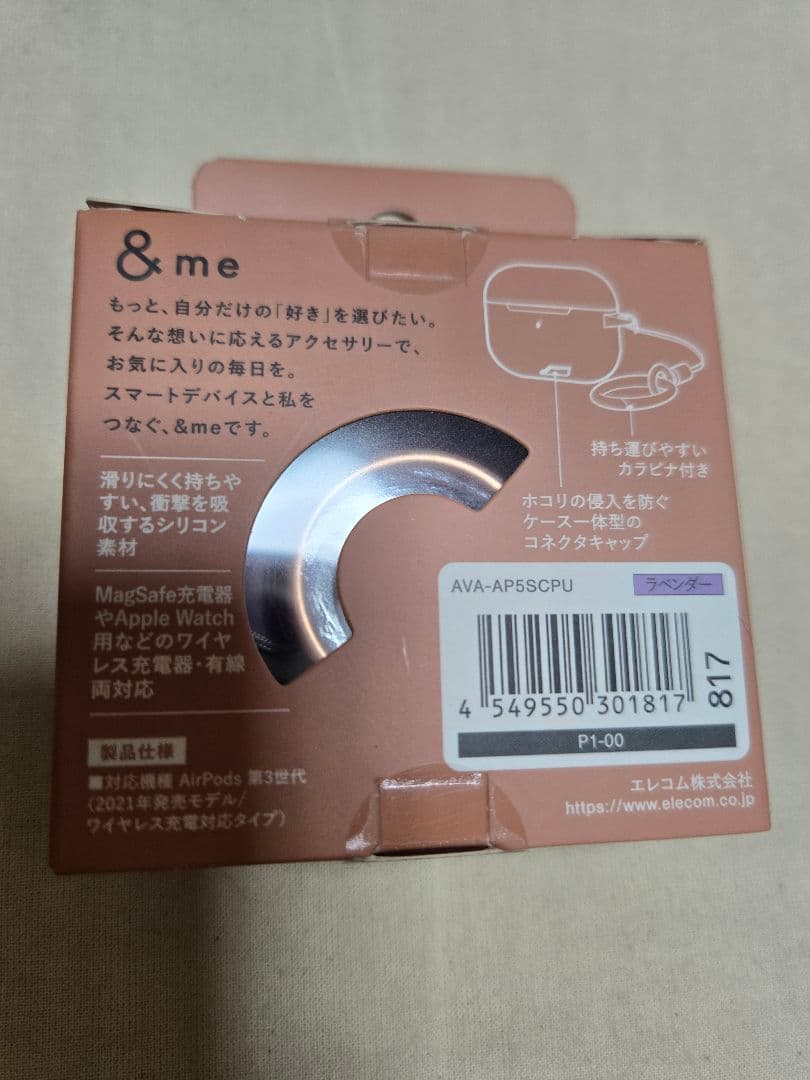 &me
もっと、自分だけの「好き」を選びたい。
そんな想いに応えるアクセサリーで、
お気に入りの毎日を。
スマートデバイスと私を
つなぐ、&meです。
滑りにくく持ちや
すい、衝撃を吸
収するシリコン
素材
MagSafe充電器
やApple Watch
用などのワイヤ
レス充電器・有線
両対応
製品仕様
■対応機種 AirPods 第3世代
(2021年発売モデル/
ワイヤレス充電対応タイプ)
持ち運びやすい
カラビナ付き
ホコリの侵入を防ぐ
ケース一体型の
コネクタキャップ
AVA-AP5SCPU ラベンダー
4 549550 301817
817
P1-00
エレコム株式会社
https://www.elecom.co.jp